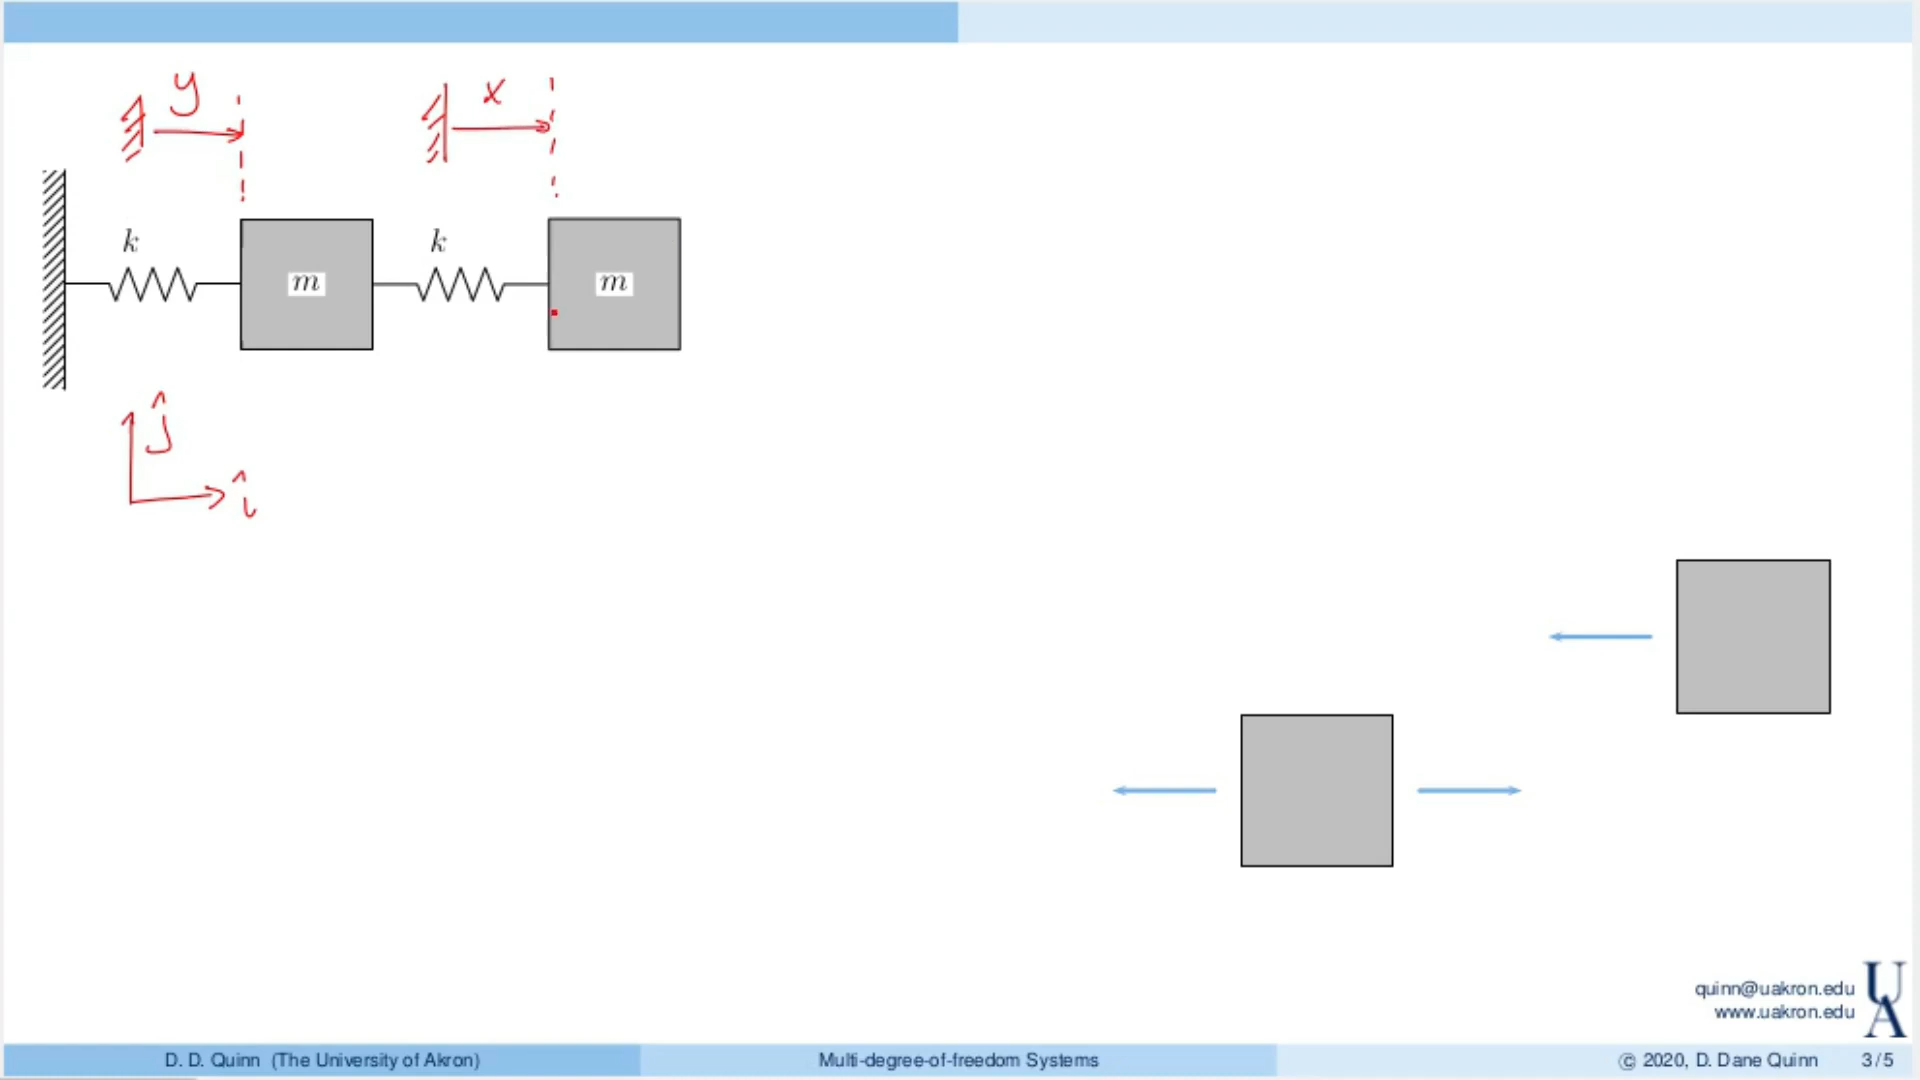 y
x
k
k
m
m
ĵ
î
quinn@uakron.edu
www.uakron.edu
UA
D. D. Quinn (The University of Akron)
Multi-degree-of-freedom Systems
© 2020, D. Dane Quinn
3/5